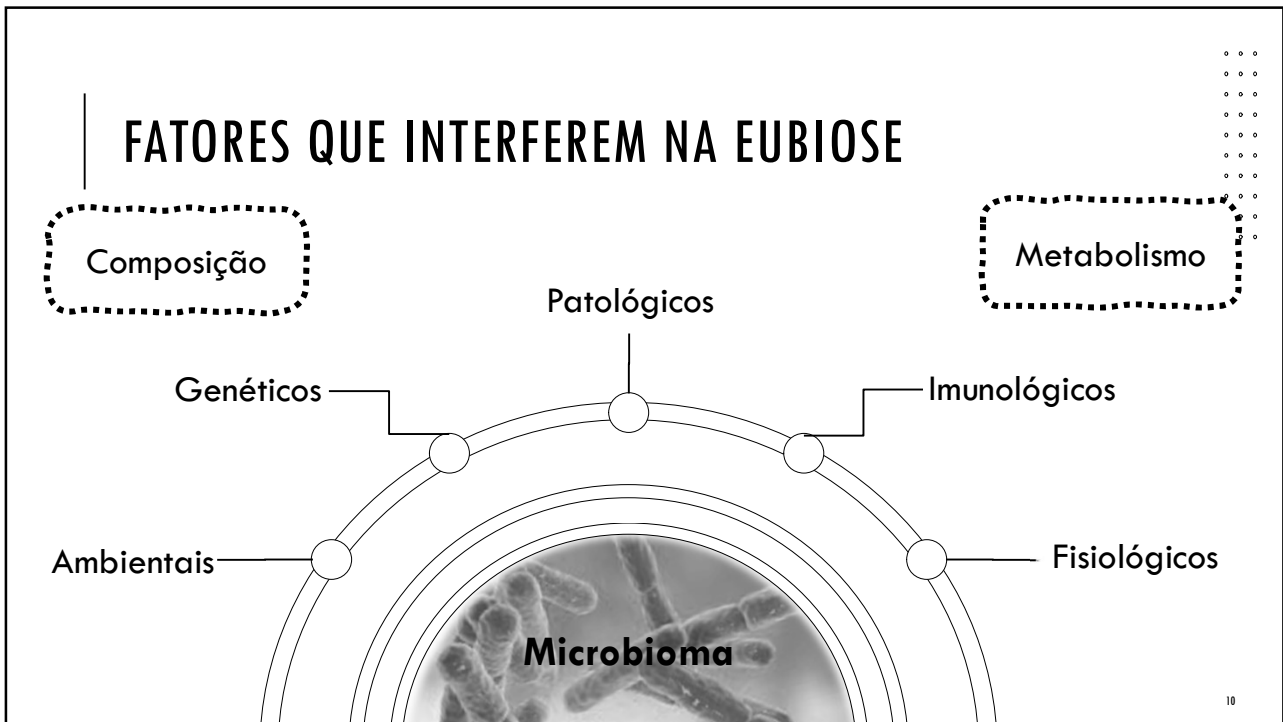 FATORES QUE INTERFEREM NA EUBIOSE
Composição
Metabolismo
Patológicos
Genéticos
Imunológicos
Ambientais
Fisiológicos
Microbioma
10